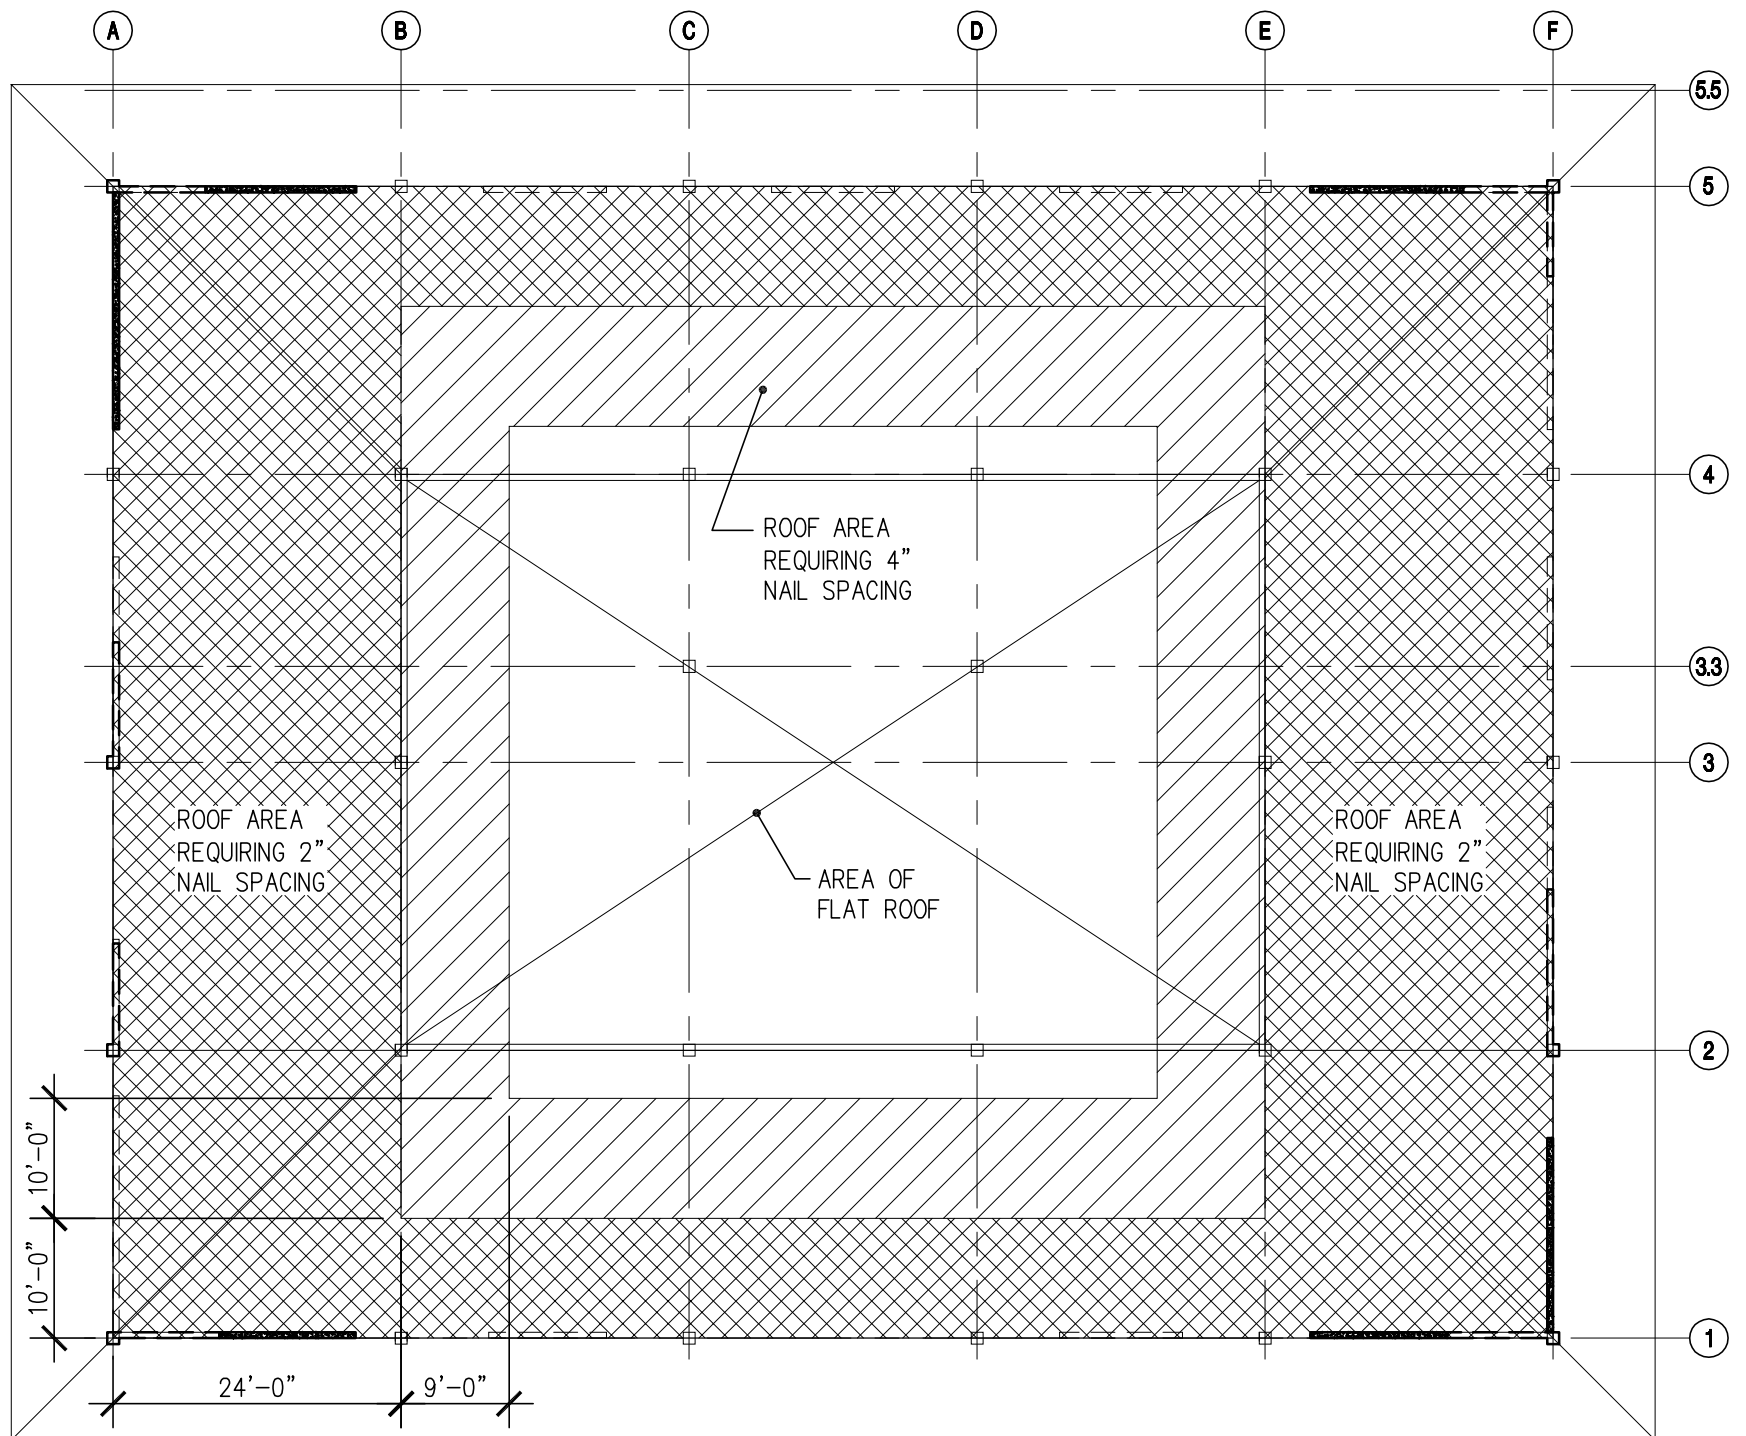 A B C D E F
5.5
5
4
ROOF AREA
REQUIRING 4"
NAIL SPACING
3.3
3
ROOF AREA
REQUIRING 2"
NAIL SPACING
ROOF AREA
REQUIRING 2"
NAIL SPACING
AREA OF
FLAT ROOF
2
10'-0"
10'-0"
1
24'-0" 9'-0"